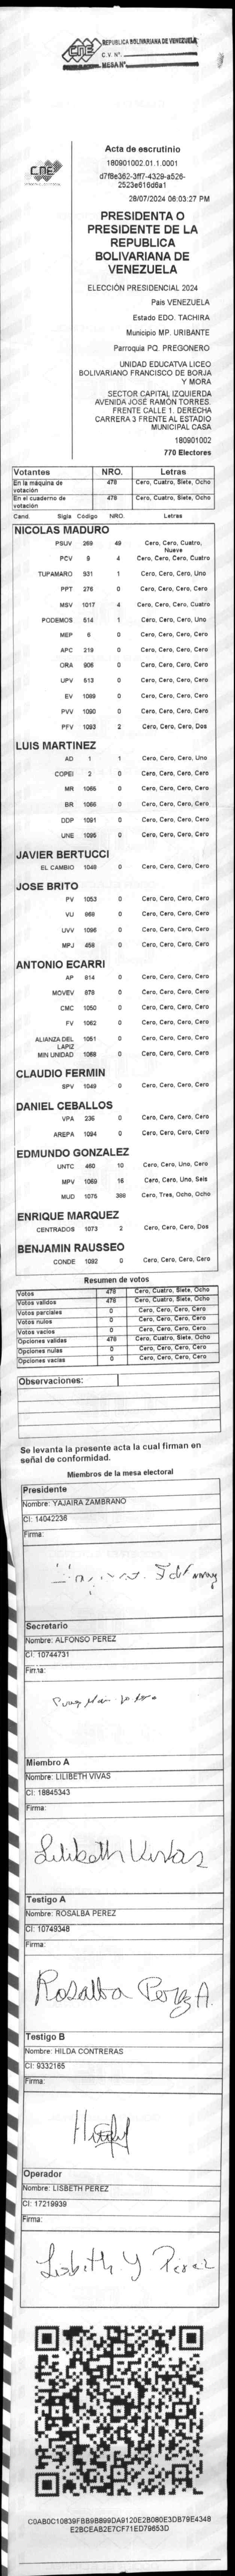 CNE
REPUBLICA BOLIVARIANA DE VENEZUELA
C.V. Nº
MESA Nº
CNE
Acta de escrutinio
180901002.01.1.0001
d7f8e362-3ff7-4329-a526-
2523e616d6a1
28/07/2024 06:03:27 PM
PRESIDENTA O
PRESIDENTE DE LA
REPUBLICA
BOLIVARIANA DE
VENEZUELA
ELECCIÓN PRESIDENCIAL 2024
Pais VENEZUELA
Estado EDO. TACHIRA
Municipio MP. URIBANTE
Parroquia PQ. PREGONERO
UNIDAD EDUCATVA LICEO
BOLIVARIANO FRANCISCO DE BORJA
Y MORA
SECTOR CAPITAL IZQUIERDA
AVENIDA JOSÉ RAMÓN TORRES.
FRENTE CALLE 1. DERECHA
CARRERA 3 FRENTE AL ESTADIO
MUNICIPAL CASA
180901002
770 Electores
Votantes NRO. Letras
En la máquina de votación 478 Cero, Cuatro, Siete, Ocho
En el cuaderno de votación 478 Cero, Cuatro, Siete, Ocho
Cand. Sigla Código NRO. Letras
NICOLAS MADURO
PSUV 269 49 Cero, Cero, Cuatro, Nueve
PCV 9 4 Cero, Cero, Cero, Cuatro
TUPAMARO 931 1 Cero, Cero, Cero, Uno
PPT 276 0 Cero, Cero, Cero, Cero
MSV 1017 4 Cero, Cero, Cero, Cuatro
PODEMOS 514 1 Cero, Cero, Cero, Uno
MEP 6 0 Cero, Cero, Cero, Cero
APC 219 0 Cero, Cero, Cero, Cero
ORA 906 0 Cero, Cero, Cero, Cero
UPV 513 0 Cero, Cero, Cero, Cero
EV 1089 0 Cero, Cero, Cero, Cero
PVV 1090 0 Cero, Cero, Cero, Cero
PFV 1093 2 Cero, Cero, Cero, Dos
LUIS MARTINEZ
AD 1 1 Cero, Cero, Cero, Uno
COPEI 2 0 Cero, Cero, Cero, Cero
MR 1065 0 Cero, Cero, Cero, Cero
BR 1066 0 Cero, Cero, Cero, Cero
DDP 1091 0 Cero, Cero, Cero, Cero
UNE 1095 0 Cero, Cero, Cero, Cero
JAVIER BERTUCCI
EL CAMBIO 1048 0 Cero, Cero, Cero, Cero
JOSE BRITO
PV 1053 0 Cero, Cero, Cero, Cero
VU 869 0 Cero, Cero, Cero, Cero
UVV 1096 0 Cero, Cero, Cero, Cero
MPJ 458 0 Cero, Cero, Cero, Cero
ANTONIO ECARRI
AP 814 0 Cero, Cero, Cero, Cero
MOVEV 879 0 Cero, Cero, Cero, Cero
CMC 1050 0 Cero, Cero, Cero, Cero
FV 1062 0 Cero, Cero, Cero, Cero
ALIANZA DEL LAPIZ 1051 0 Cero, Cero, Cero, Cero
MIN UNIDAD 1068 0 Cero, Cero, Cero, Cero
CLAUDIO FERMIN
SPV 1049 0 Cero, Cero, Cero, Cero
DANIEL CEBALLOS
VPA 236 0 Cero, Cero, Cero, Cero
AREPA 1094 0 Cero, Cero, Cero, Cero
EDMUNDO GONZALEZ
UNTC 460 10 Cero, Cero, Uno, Cero
MPV 1069 16 Cero, Cero, Uno, Seis
MUD 1075 388 Cero, Tres, Ocho, Ocho
ENRIQUE MARQUEZ
CENTRADOS 1073 2 Cero, Cero, Cero, Dos
BENJAMIN RAUSSEO
CONDE 1092 0 Cero, Cero, Cero, Cero
Resumen de votos
Votos 478 Cero, Cuatro, Siete, Ocho
Votos validos 478 Cero, Cuatro, Siete, Ocho
Votos parciales 0 Cero, Cero, Cero, Cero
Votos nulos 0 Cero, Cero, Cero, Cero
Votos vacios 0 Cero, Cero, Cero, Cero
Opciones validas 478 Cero, Cuatro, Siete, Ocho
Opciones nulas 0 Cero, Cero, Cero, Cero
Opciones vacias 0 Cero, Cero, Cero, Cero
Observaciones:
Se levanta la presente acta la cual firman en
señal de conformidad.
Miembros de la mesa electoral
Presidente
Nombre: YAJAIRA ZAMBRANO
CI: 14042236
Firma:
Secretario
Nombre: ALFONSO PEREZ
CI: 10744731
Firma:
Miembro A
Nombre: LILIBETH VIVAS
CI: 18845343
Firma:
Lilibeth Vivas
Testigo A
Nombre: ROSALBA PEREZ
CI: 10749348
Firma:
Rosalba Perez A.
Testigo B
Nombre: HILDA CONTRERAS
CI: 9332165
Firma:
Operador
Nombre: LISBETH PEREZ
CI: 17219939
Firma:
Lisbeth Y Perez
C0AB0C10839FBB9B899DA9120E2B080E3DB79E4348
E2BCEAB2E7CF71ED79653D